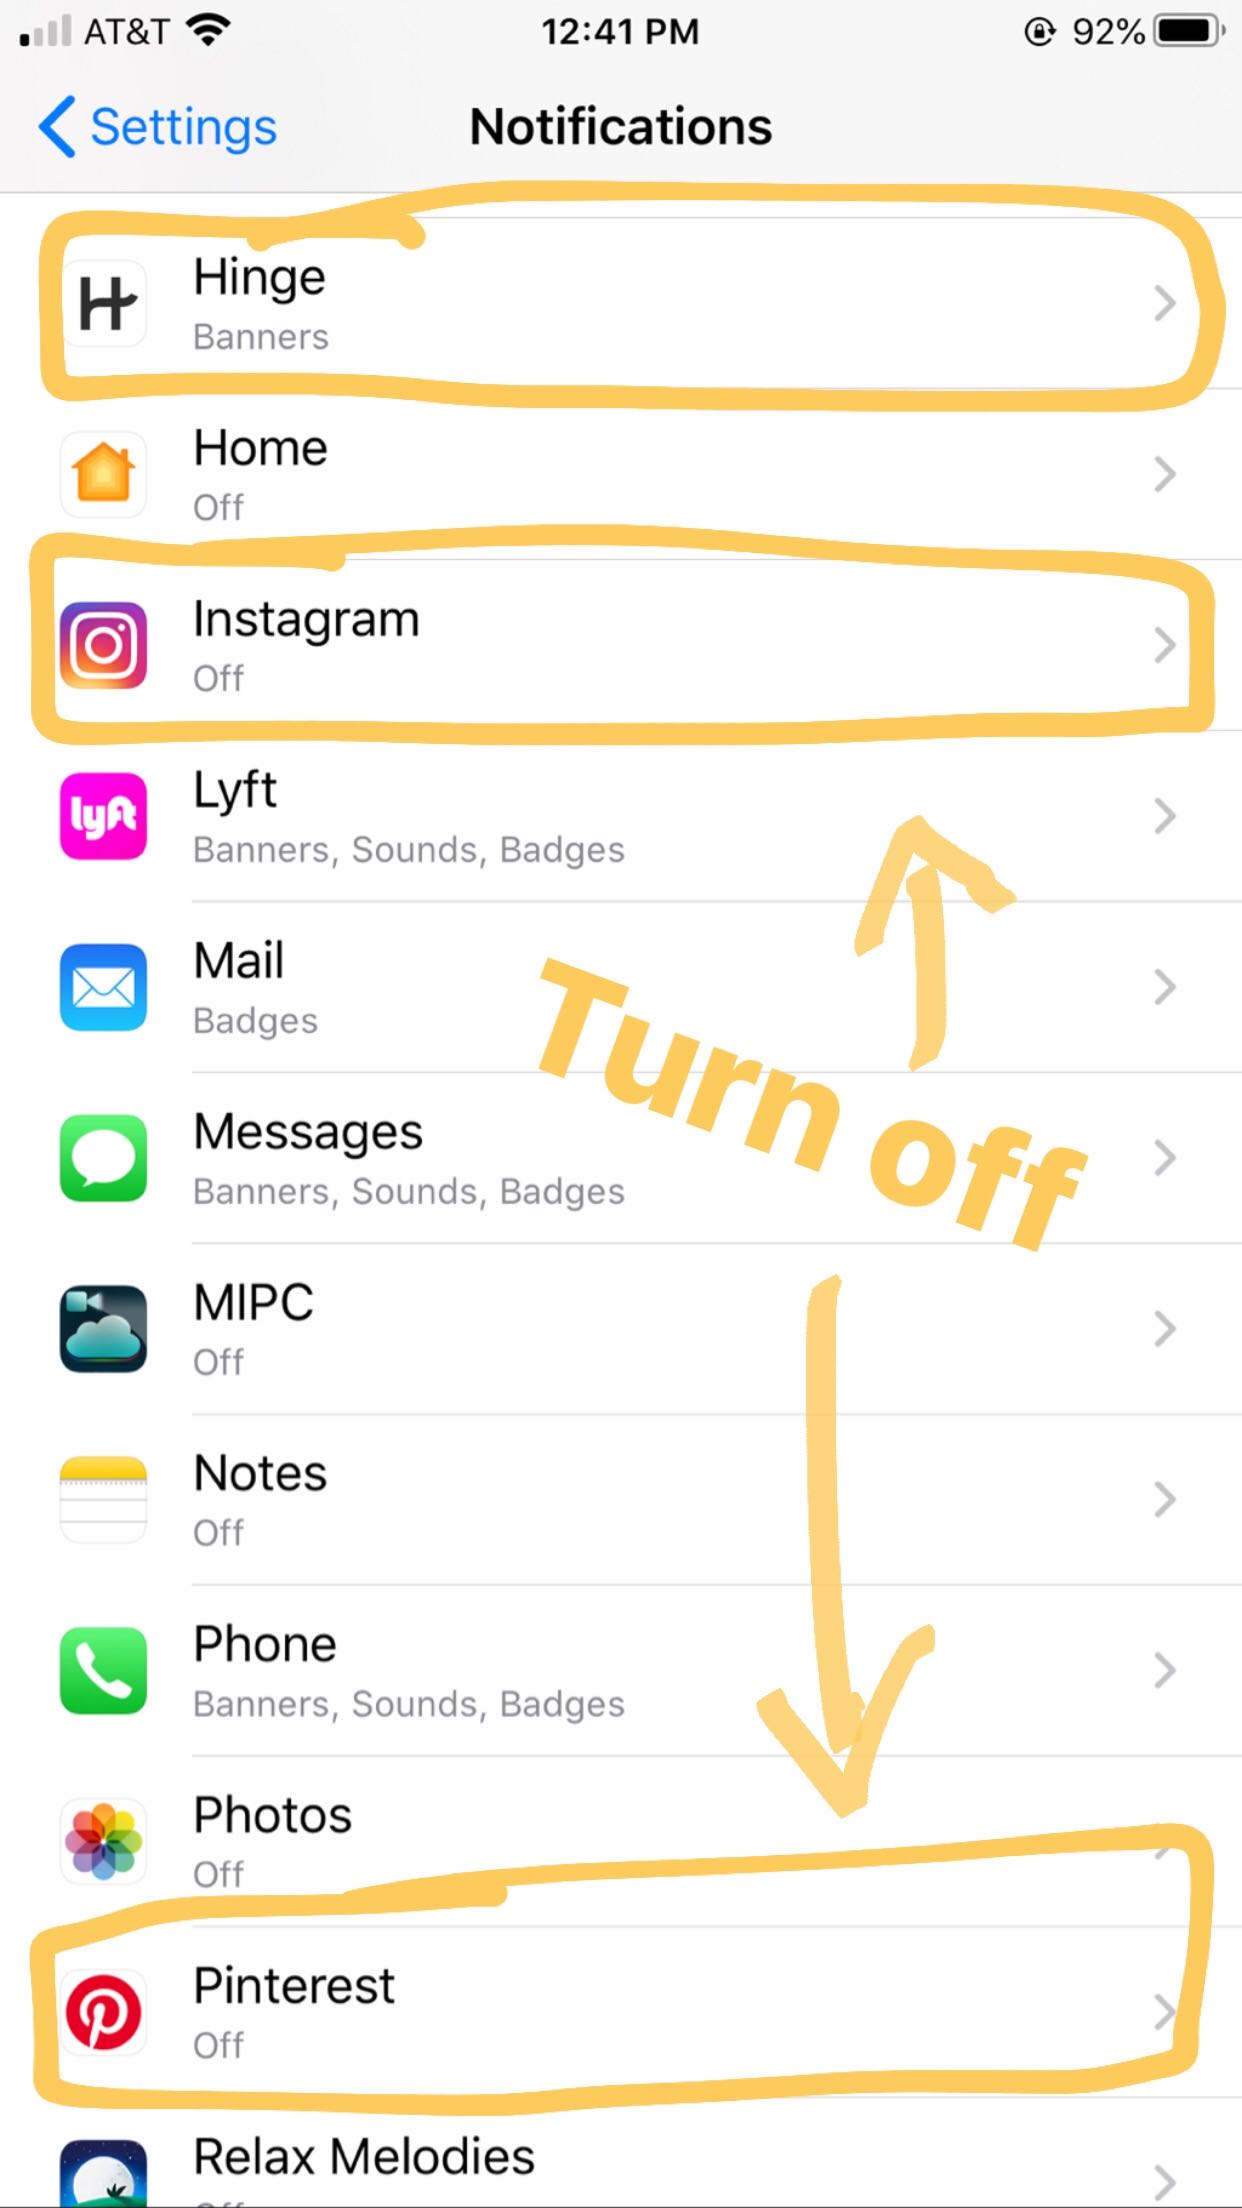 AT&T 12:41 PM 92%
Settings Notifications
Hinge
Banners
Home
Off
Instagram
Off
lyft
Lyft
Banners, Sounds, Badges
Mail
Badges
Turn off
Messages
Banners, Sounds, Badges
MIPC
Off
Notes
Off
Phone
Banners, Sounds, Badges
Photos
Off
Pinterest
Off
Relax Melodies